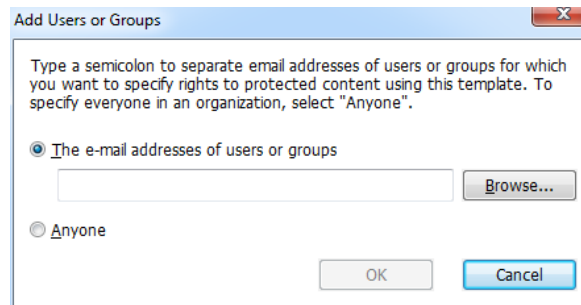 Add Users or Groups
Type a semicolon to separate email addresses of users or groups for which
you want to specify rights to protected content using this template. To
specify everyone in an organization, select "Anyone".
The e-mail addresses of users or groups
Browse...
Anyone
OK Cancel